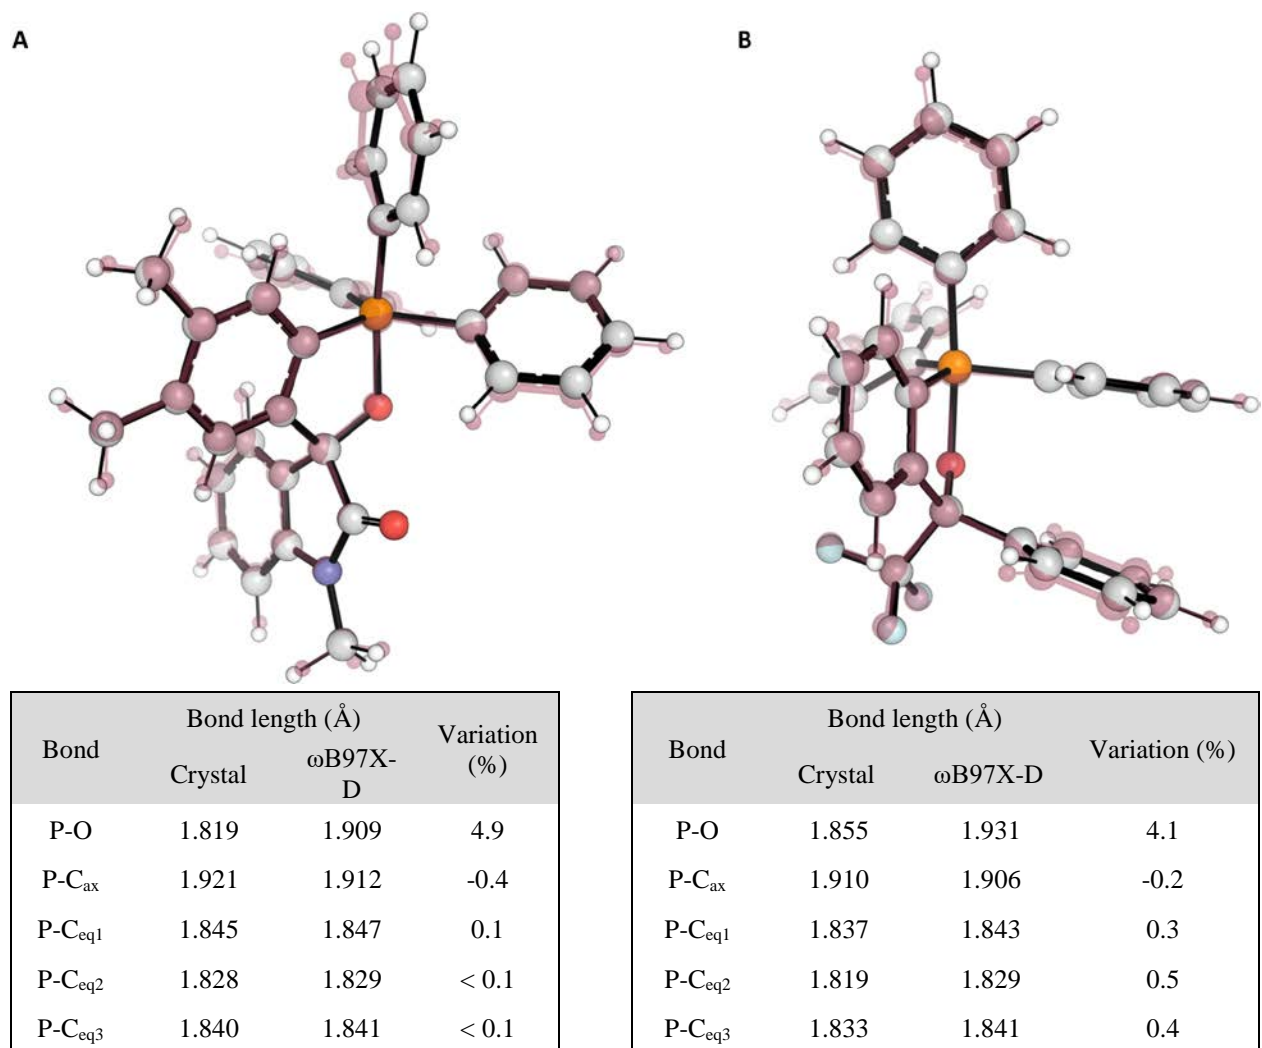 A
B
Bond Bond length (Å) Variation (%)
Crystal ωB97X-D
P-O 1.819 1.909 4.9
P-Cax 1.921 1.912 -0.4
P-Ceq1 1.845 1.847 0.1
P-Ceq2 1.828 1.829 < 0.1
P-Ceq3 1.840 1.841 < 0.1
Bond Bond length (Å) Variation (%)
Crystal ωB97X-D
P-O 1.855 1.931 4.1
P-Cax 1.910 1.906 -0.2
P-Ceq1 1.837 1.843 0.3
P-Ceq2 1.819 1.829 0.5
P-Ceq3 1.833 1.841 0.4